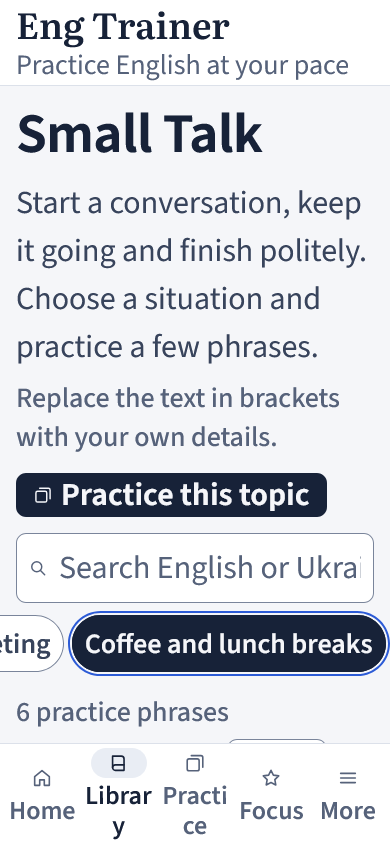 Eng Trainer
Practice English at your pace
Small Talk
Start a conversation, keep
it going and finish politely.
Choose a situation and
practice a few phrases.
Replace the text in brackets
with your own details.
Practice this topic
Search English or Ukrai
eting
Coffee and lunch breaks
6 practice phrases
Home
Librar
y
Practi
ce
Focus
More